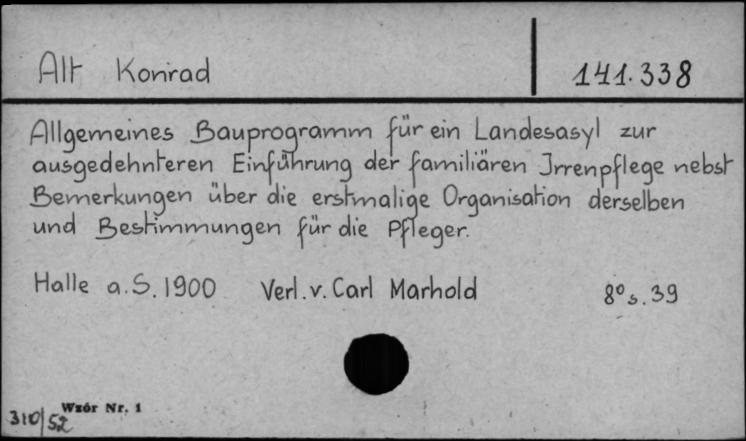 Alt Konrad 141.338
Allgemeines Bauprogramm für ein Landesasyl zur
ausgedehnteren Einführung der familiären Irrenpflege nebst
Bemerkungen über die erstmalige Organisation derselben
und Bestimmungen für die Pfleger.
Halle a.S. 1900 Verl. v. Carl Marhold 8° s. 39
Wzór Nr. 1
310/52